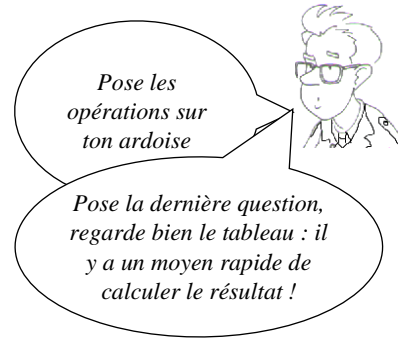 Pose les
opérations sur
ton ardoise
Pose la dernière question,
regarde bien le tableau : il
y a un moyen rapide de
calculer le résultat !